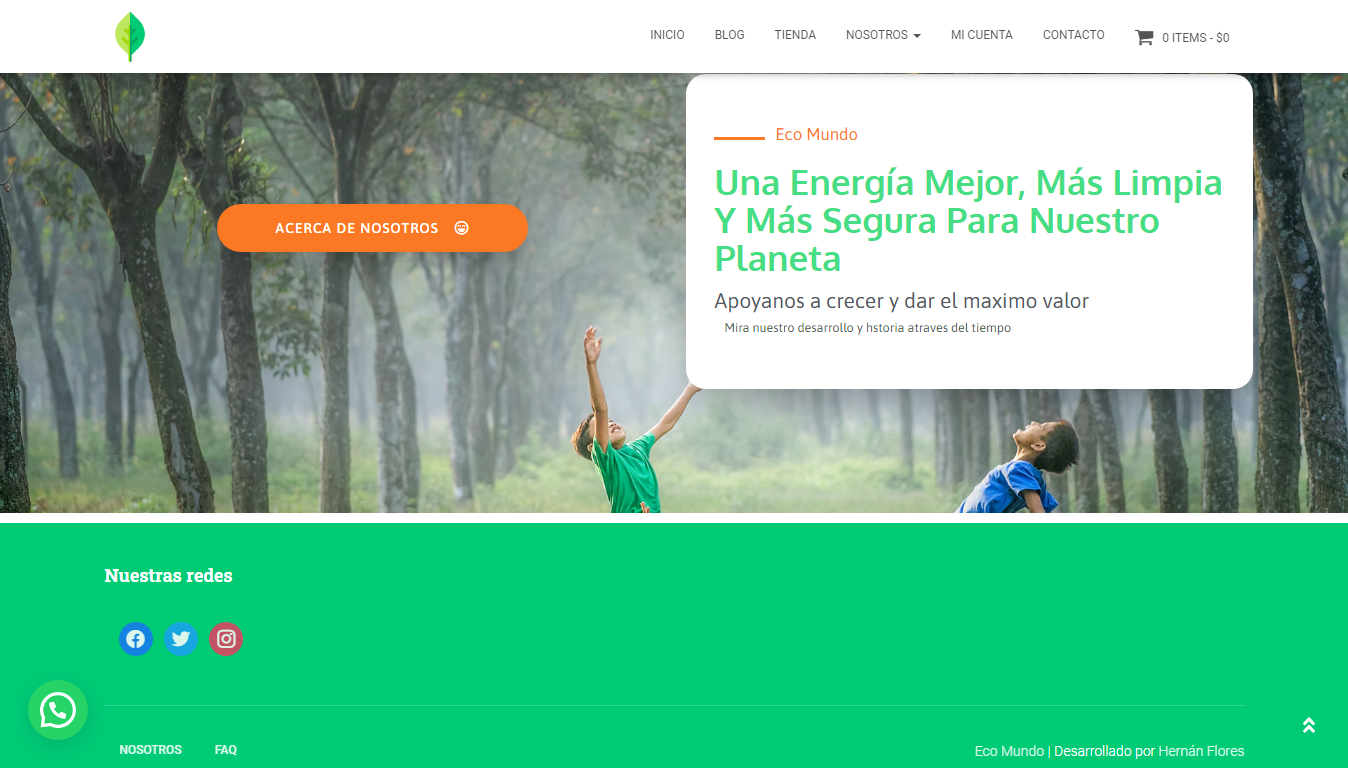 INICIO BLOG TIENDA NOSOTROS MI CUENTA CONTACTO 0 ITEMS - $0
Eco Mundo
Una Energía Mejor, Más Limpia
Y Más Segura Para Nuestro
Planeta
Apoyanos a crecer y dar el maximo valor
Mira nuestro desarrollo y hstoria atraves del tiempo
ACERCA DE NOSOTROS
Nuestras redes
NOSOTROS FAQ
Eco Mundo | Desarrollado por Hernán Flores